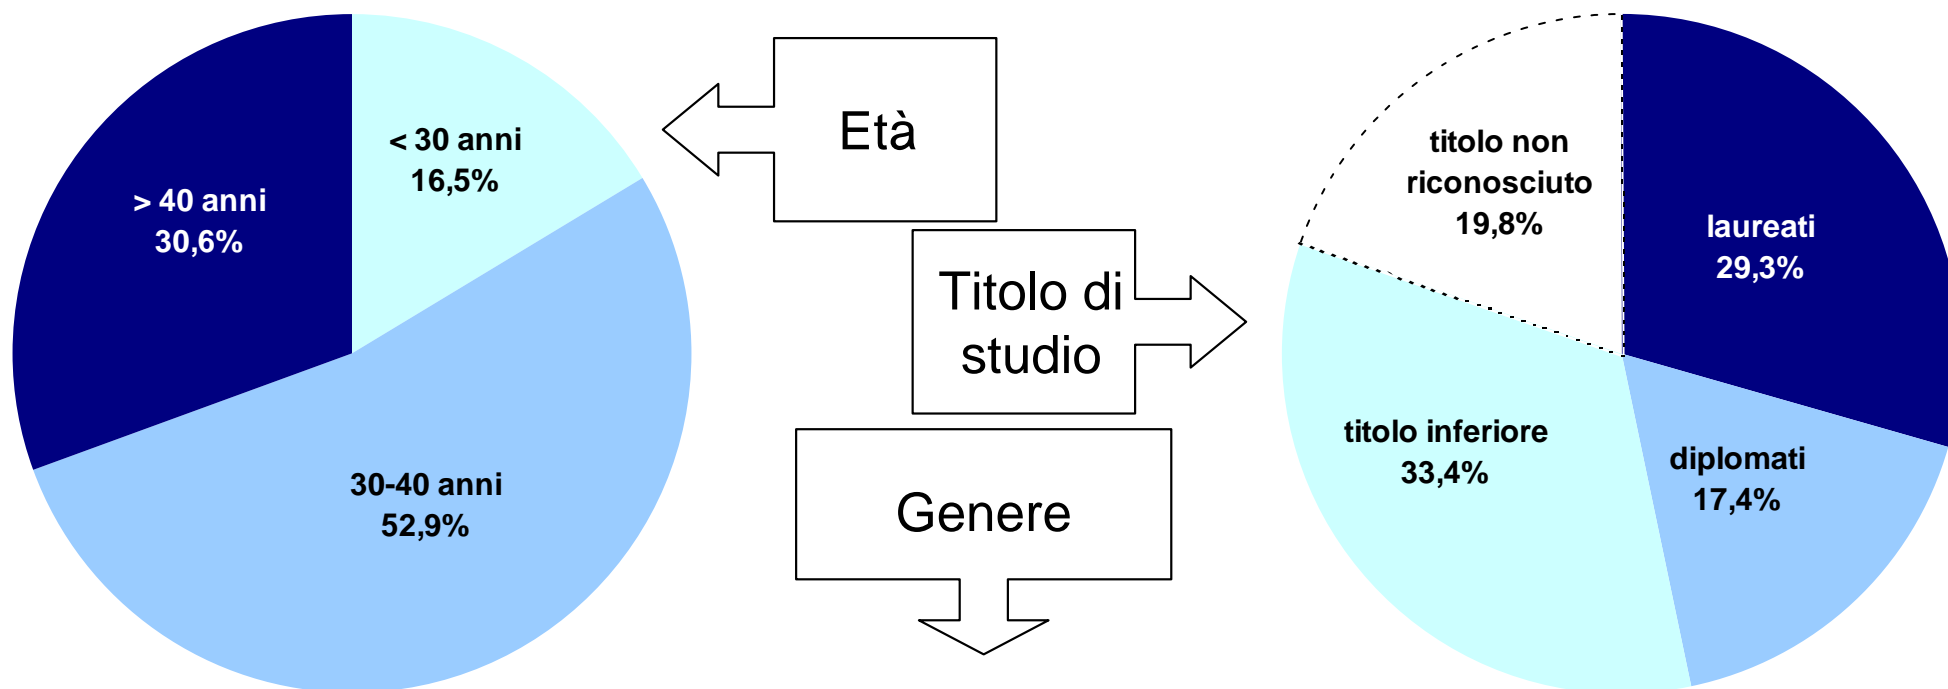 < 30 anni
16,5%
> 40 anni
30,6%
30-40 anni
52,9%
Età
Titolo di
studio
Genere
titolo non
riconosciuto
19,8%
laureati
29,3%
titolo inferiore
33,4%
diplomati
17,4%